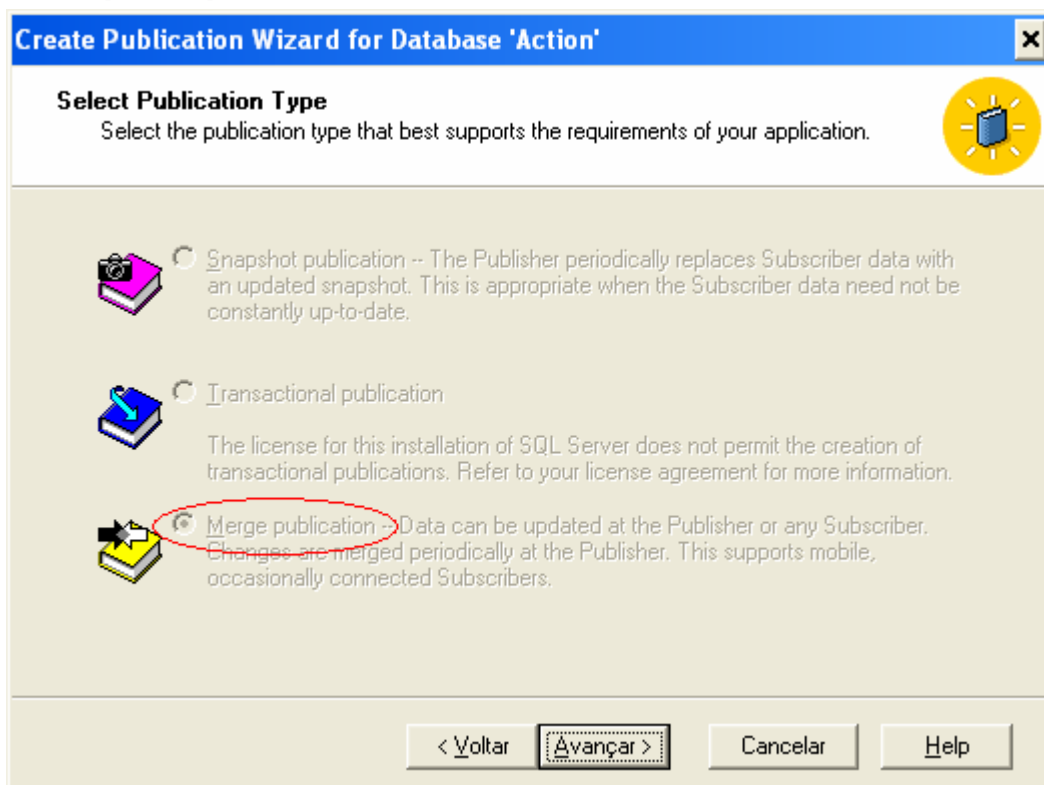 Create Publication Wizard for Database 'Action'
Select Publication Type
Select the publication type that best supports the requirements of your application.
Snapshot publication -- The Publisher periodically replaces Subscriber data with
an updated snapshot. This is appropriate when the Subscriber data need not be
constantly up-to-date.
Transactional publication
The license for this installation of SQL Server does not permit the creation of
transactional publications. Refer to your license agreement for more information.
Merge publication -- Data can be updated at the Publisher or any Subscriber.
Changes are merged periodically at the Publisher. This supports mobile,
occasionally connected Subscribers.
< Voltar Avançar > Cancelar Help